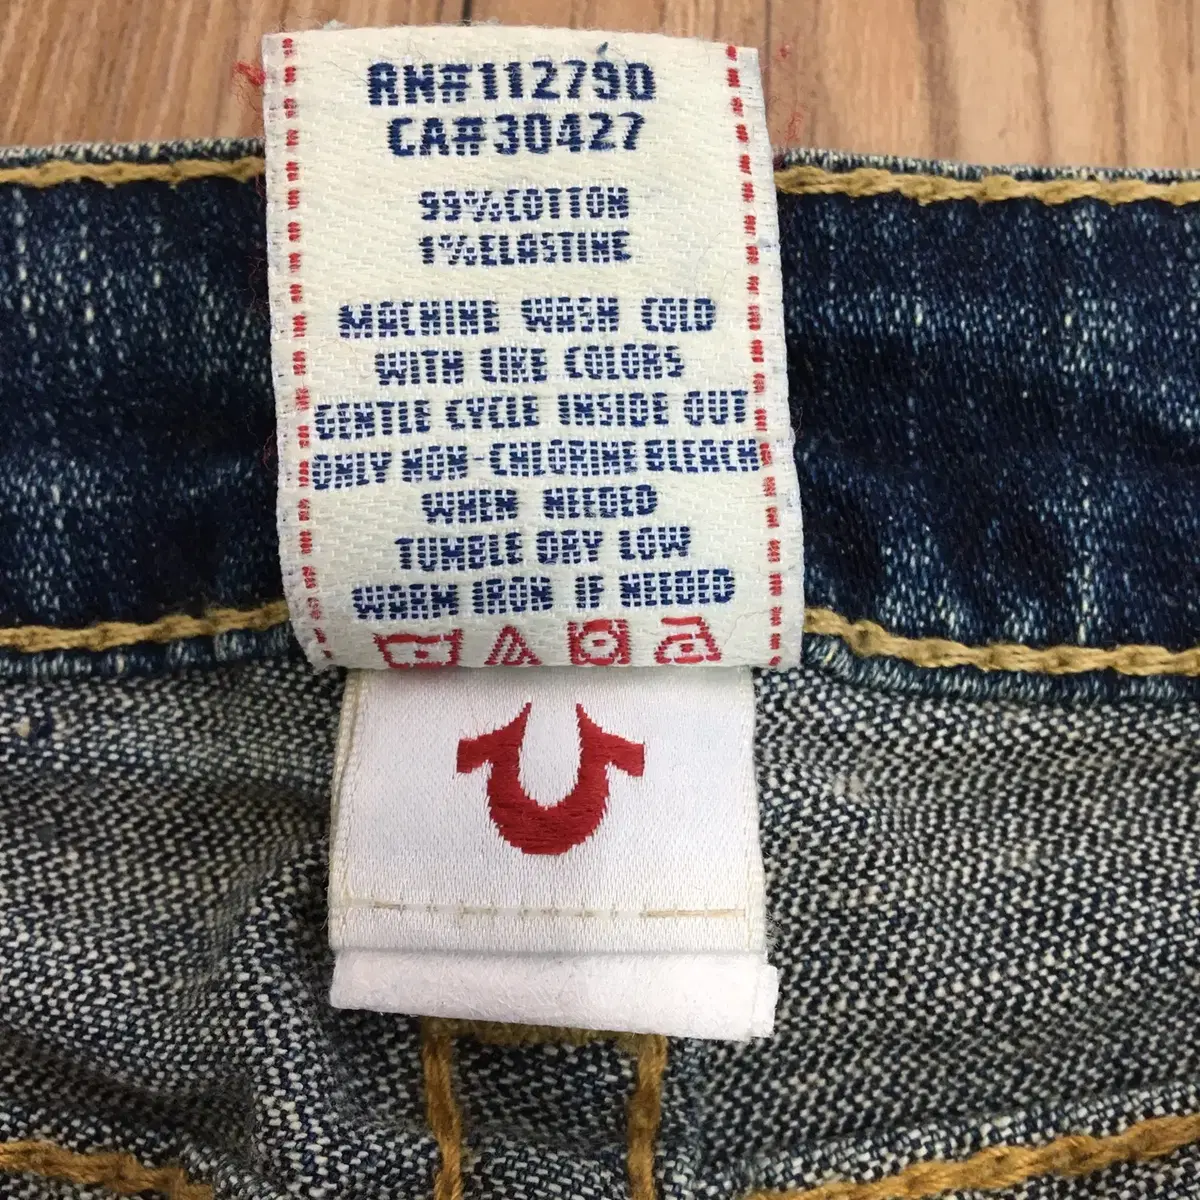 RN#112790
CA#30427
99%COTTON
1%ELASTINE
MACHINE WASH COLD
WITH LIKE COLORS
GENTLE CYCLE INSIDE OUT
ONLY NON-CHLORINE BLEACH
WHEN NEEDED
TUMBLE DRY LOW
WARM IRON IF NEEDED